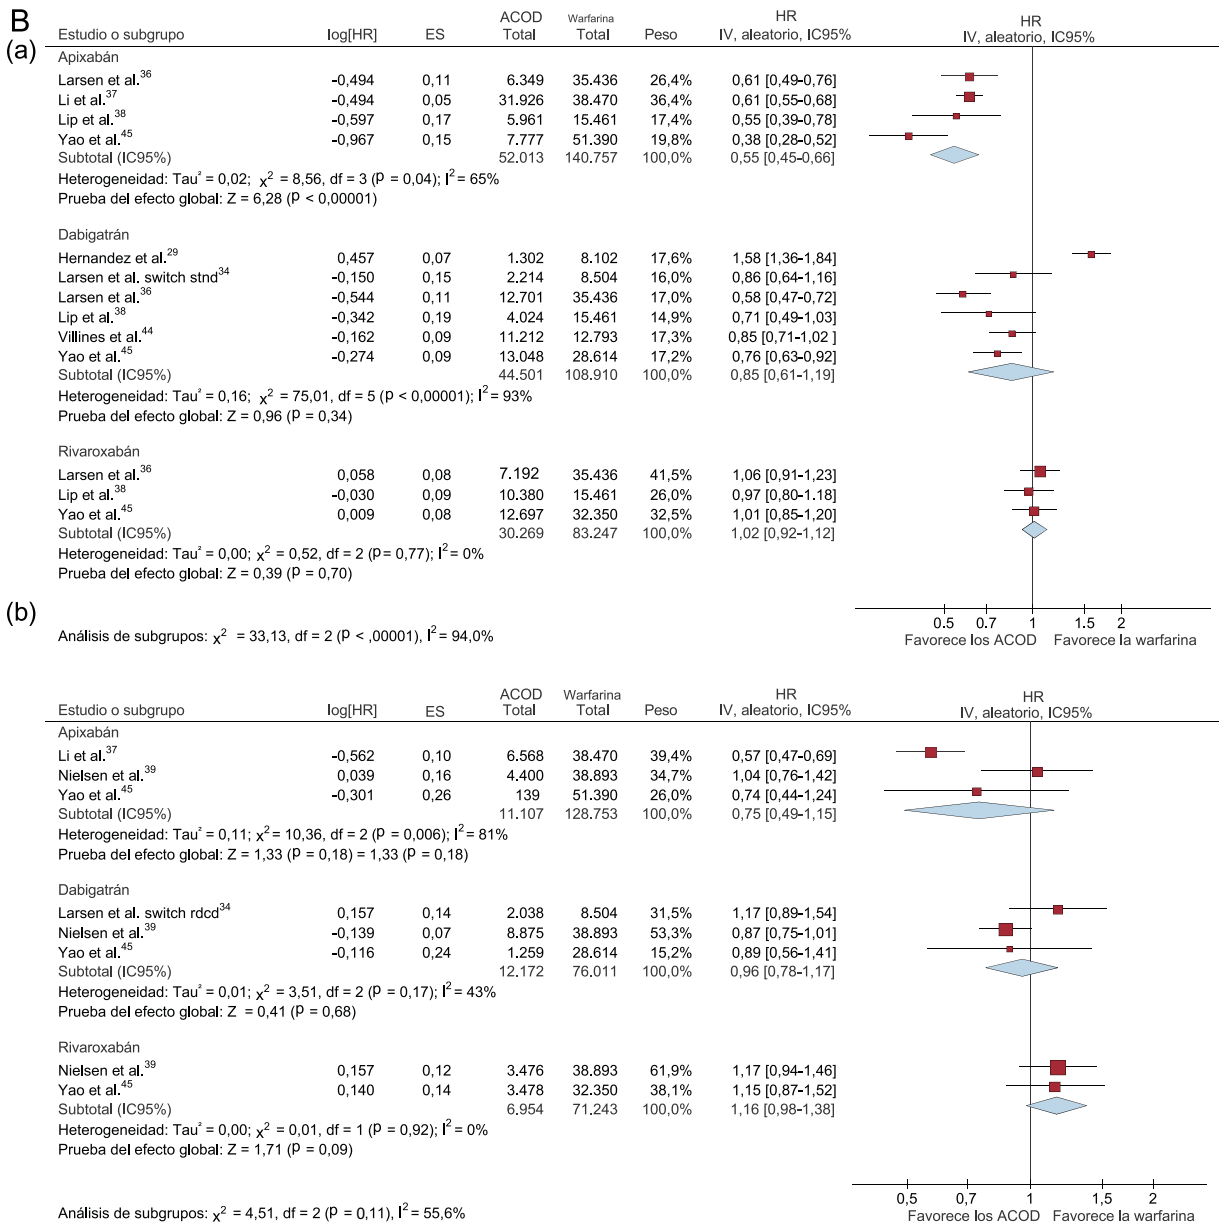 B
(a)
ACOD Warfarina HR HR
Estudio o subgrupo log[HR] ES Total Total Peso IV, aleatorio, IC95% IV, aleatorio, IC95%
Apixabán
Larsen et al.36 -0,494 0,11 6.349 35.436 26,4% 0,61 [0,49-0,76]
Li et al.37 -0,494 0,05 31.926 38.470 36,4% 0,61 [0,55-0,68]
Lip et al.38 -0,597 0,17 5.961 15.461 17,4% 0,55 [0,39-0,78]
Yao et al.45 -0,967 0,15 7.777 51.390 19,8% 0,38 [0,28-0,52]
Subtotal (IC95%) 52.013 140.757 100,0% 0,55 [0,45-0,66]
Heterogeneidad: Tau² = 0,02; χ2 = 8,56, df = 3 (p = 0,04); I2 = 65%
Prueba del efecto global: Z = 6,28 (p < 0,00001)
Dabigatrán
Hernandez et al.29 0,457 0,07 1.302 8.102 17,6% 1,58 [1,36-1,84]
Larsen et al. switch stnd34 -0,150 0,15 2.214 8.504 16,0% 0,86 [0,64-1,16]
Larsen et al.36 -0,544 0,11 12.701 35.436 17,0% 0,58 [0,47-0,72]
Lip et al.38 -0,342 0,19 4.024 15.461 14,9% 0,71 [0,49-1,03]
Villines et al.44 -0,162 0,09 11.212 12.793 17,3% 0,85 [0,71-1,02 ]
Yao et al.45 -0,274 0,09 13.048 28.614 17,2% 0,76 [0,63-0,92]
Subtotal (IC95%) 44.501 108.910 100,0% 0,85 [0,61-1,19]
Heterogeneidad: Tau² = 0,16; χ2 = 75,01, df = 5 (p < 0,00001); I2 = 93%
Prueba del efecto global: Z = 0,96 (p = 0,34)
Rivaroxabán
Larsen et al.36 0,058 0,08 7.192 35.436 41,5% 1,06 [0,91-1,23]
Lip et al.38 -0,030 0,09 10.380 15.461 26,0% 0,97 [0,80-1.18]
Yao et al.45 0,009 0,08 12.697 32.350 32,5% 1,01 [0,85-1,20]
Subtotal (IC95%) 30.269 83.247 100,0% 1,02 [0,92-1,12]
Heterogeneidad: Tau² = 0,00; χ2 = 0,52, df = 2 (p = 0,77); I2 = 0%
Prueba del efecto global: Z = 0,39 (p = 0,70)
(b)
Análisis de subgrupos: χ2 = 33,13, df = 2 (p < ,00001), I2 = 94,0%
0.5 0.7 1 1.5 2
Favorece los ACOD Favorece la warfarina
ACOD Warfarina HR HR
Estudio o subgrupo log[HR] ES Total Total Peso IV, aleatorio, IC95% IV, aleatorio, IC95%
Apixabán
Li et al.37 -0,562 0,10 6.568 38.470 39,4% 0,57 [0,47-0,69]
Nielsen et al.39 0,039 0,16 4.400 38.893 34,7% 1,04 [0,76-1,42]
Yao et al.45 -0,301 0,26 139 51.390 26,0% 0,74 [0,44-1,24]
Subtotal (IC95%) 11.107 128.753 100,0% 0,75 [0,49-1,15]
Heterogeneidad: Tau² = 0,11; χ2= 10,36, df = 2 (p = 0,006); I2 = 81%
Prueba del efecto global: Z = 1,33 (p = 0,18) = 1,33 (p = 0,18)
Dabigatrán
Larsen et al. switch rdcd34 0,157 0,14 2.038 8.504 31,5% 1,17 [0,89-1,54]
Nielsen et al.39 -0,139 0,07 8.875 38.893 53,3% 0,87 [0,75-1,01]
Yao et al.45 -0,116 0,24 1.259 28.614 15,2% 0,89 [0,56-1,41]
Subtotal (IC95%) 12.172 76.011 100,0% 0,96 [0,78-1,17]
Heterogeneidad: Tau² = 0,01; χ2 = 3,51, df = 2 (p = 0,17); I2 = 43%
Prueba del efecto global: Z = 0,41 (p = 0,68)
Rivaroxabán
Nielsen et al.39 0,157 0,12 3.476 38.893 61,9% 1,17 [0,94-1,46]
Yao et al.45 0,140 0,14 3.478 32.350 38,1% 1,15 [0,87-1,52]
Subtotal (IC95%) 6.954 71.243 100,0% 1,16 [0,98-1,38]
Heterogeneidad: Tau² = 0,00; χ2 = 0,01, df = 1 (p = 0,92); I2 = 0%
Prueba del efecto global: Z = 1,71 (p = 0,09)
0,5 0,7 1 1,5 2
Análisis de subgrupos: χ2 = 4,51, df = 2 (p = 0,11), I2 = 55,6%
Favorece los ACOD Favorece la warfarina